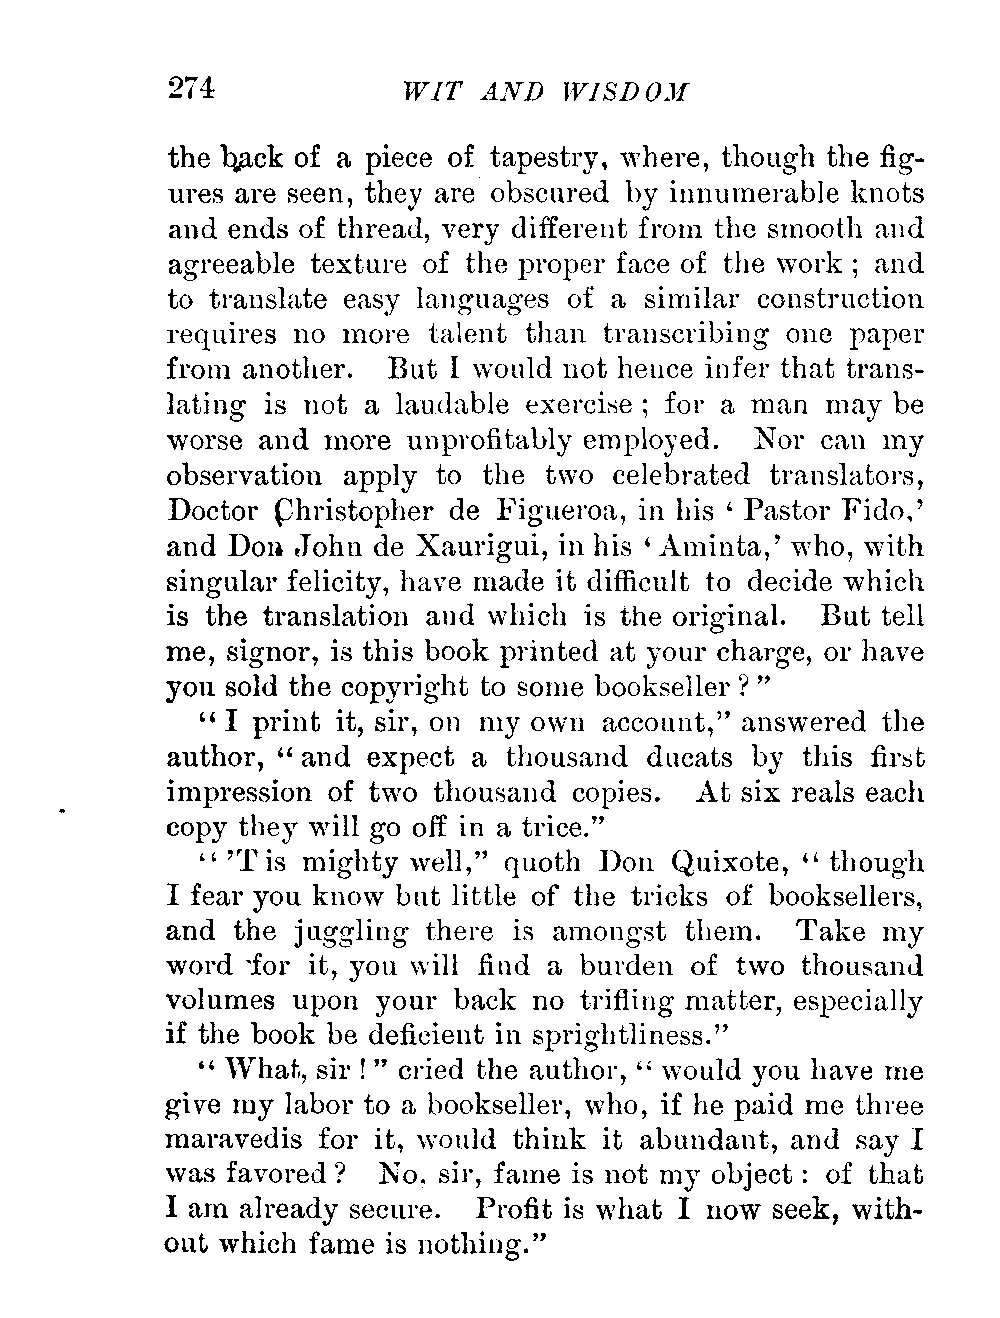 274 WIT AND WISDOM
the back of a piece of tapestry, where, though the fig-
ures are seen, they are obscured by innumerable knots
and ends of thread, very different from the smooth and
agreeable texture of the proper face of the work ; and
to translate easy languages of a similar construction
requires no more talent than transcribing one paper
from another. But I would not hence infer that trans-
lating is not a laudable exercise ; for a man may be
worse and more unprofitably employed. Nor can my
observation apply to the two celebrated translators,
Doctor Christopher de Figueroa, in his ‘ Pastor Fido,’
and Don John de Xaurigui, in his ‘ Aminta,’ who, with
singular felicity, have made it difficult to decide which
is the translation and which is the original. But tell
me, signor, is this book printed at your charge, or have
you sold the copyright to some bookseller ? ”
“ I print it, sir, on my own account,” answered the
author, “ and expect a thousand ducats by this first
impression of two thousand copies. At six reals each
copy they will go off in a trice.”
“ ’T is mighty well,” quoth Don Quixote, “ though
I fear you know but little of the tricks of booksellers,
and the juggling there is amongst them. Take my
word for it, you will find a burden of two thousand
volumes upon your back no trifling matter, especially
if the book be deficient in sprightliness.”
“ What, sir ! ” cried the author, “ would you have me
give my labor to a bookseller, who, if he paid me three
maravedis for it, would think it abundant, and say I
was favored ? No, sir, fame is not my object : of that
I am already secure. Profit is what I now seek, with-
out which fame is nothing.”